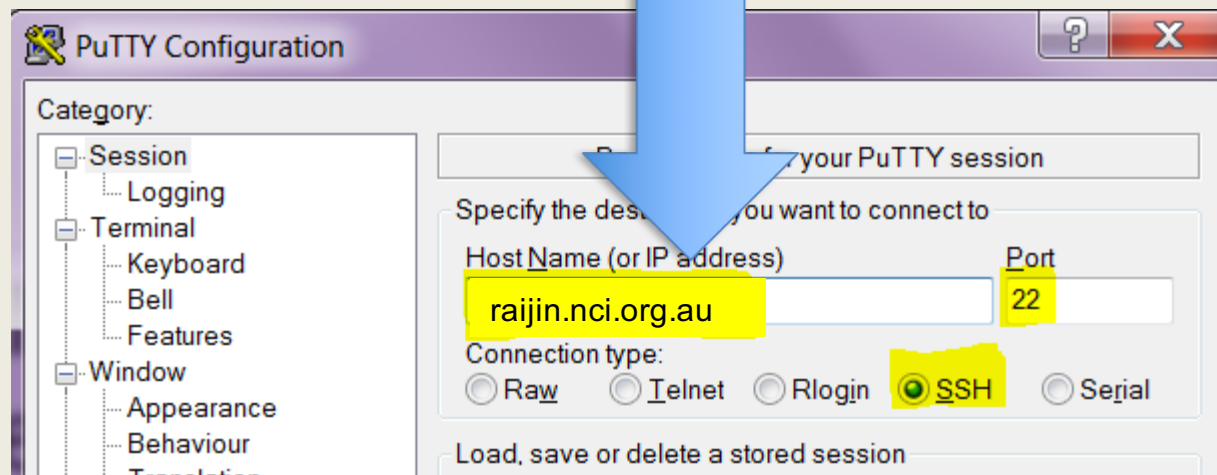 PuTTY Configuration
Category:
Session
Logging
Terminal
Keyboard
Bell
Features
Window
Appearance
Behaviour
your PuTTY session
Specify the you want to connect to
Host Name (or IP address)
Port
raijin.nci.org.au
22
Connection type:
Raw Telnet Rlogin SSH Serial
Load, save or delete a stored session